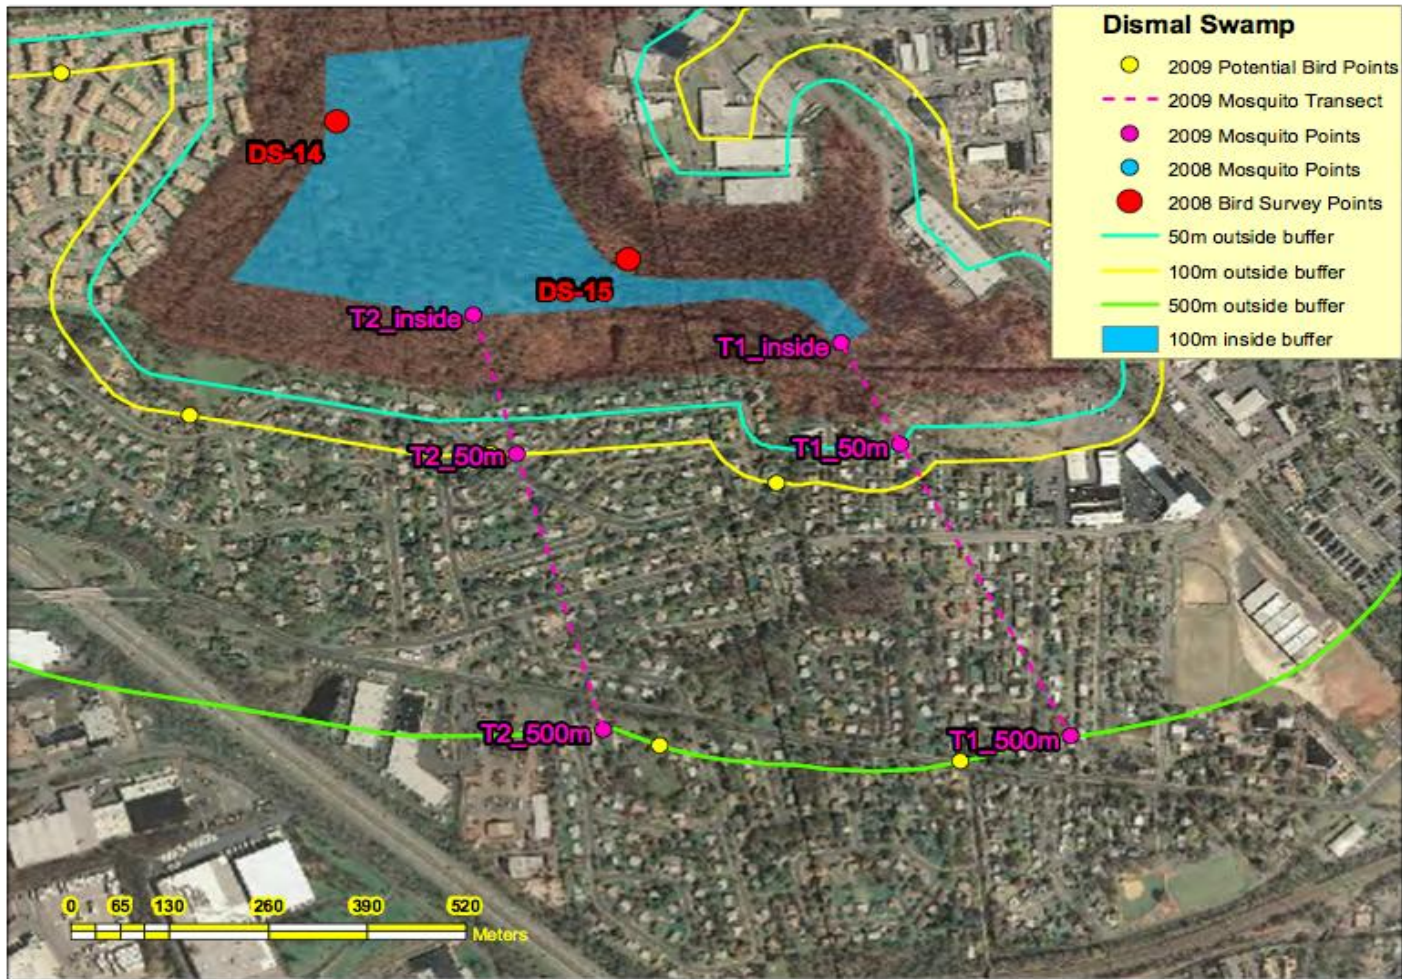 Dismal Swamp
2009 Potential Bird Points
2009 Mosquito Transect
2009 Mosquito Points
2008 Mosquito Points
2008 Bird Survey Points
50m outside buffer
100m outside buffer
500m outside buffer
100m inside buffer
DS-14
DS-15
T2_inside
T1_inside
T2_50m
T1_50m
T2_500m
T1_500m
0 65 130 260 390 520
Meters